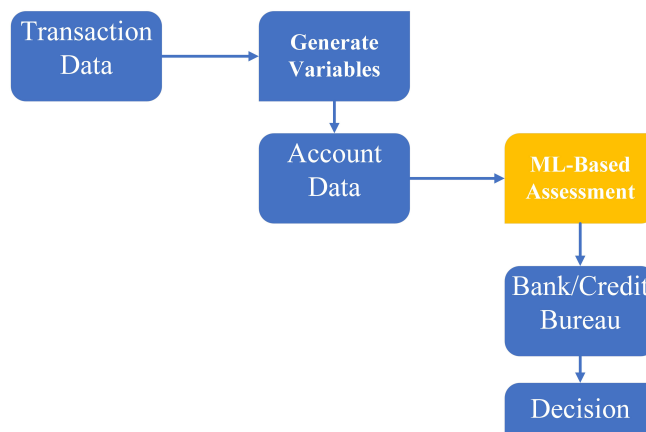 Transaction
Data
Generate
Variables
Account
Data
ML-Based
Assessment
Bank/Credit
Bureau
Decision